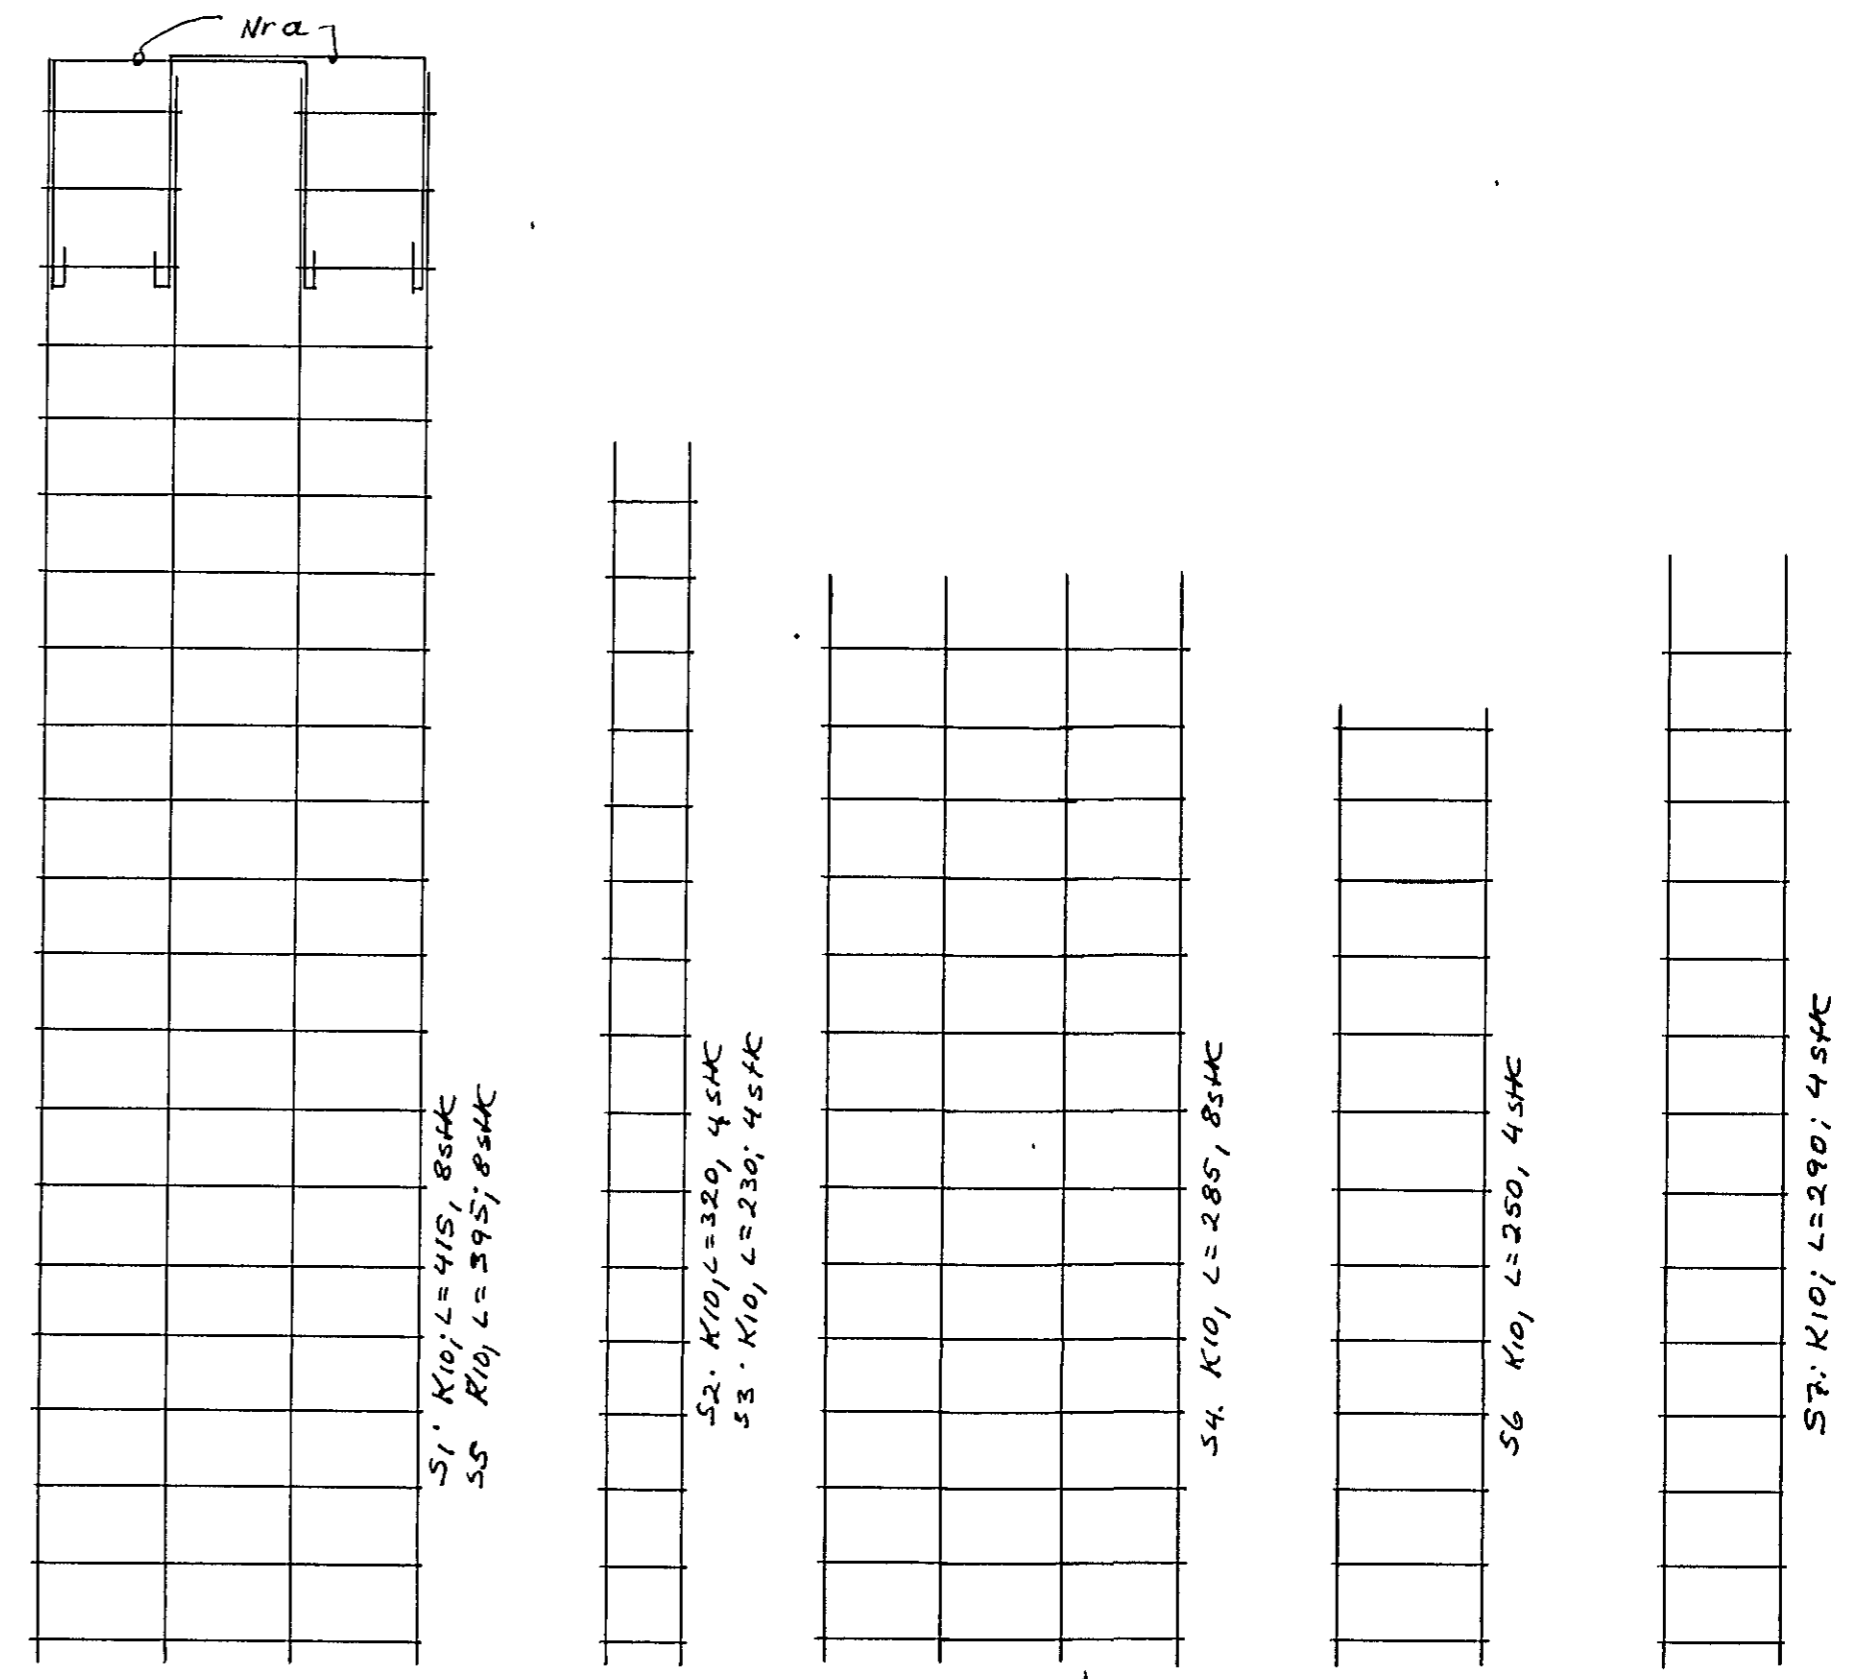 Nr a
S1. K10; L=415, 8stk
S5 K10, L=395; 8stk
S2. K10, L=320, 4stk
S3. K10, L=230; 4stk
S4. K10, L=285, 8stk
S6 K10, L=250, 4stk
S7: K10; L=290; 4stk